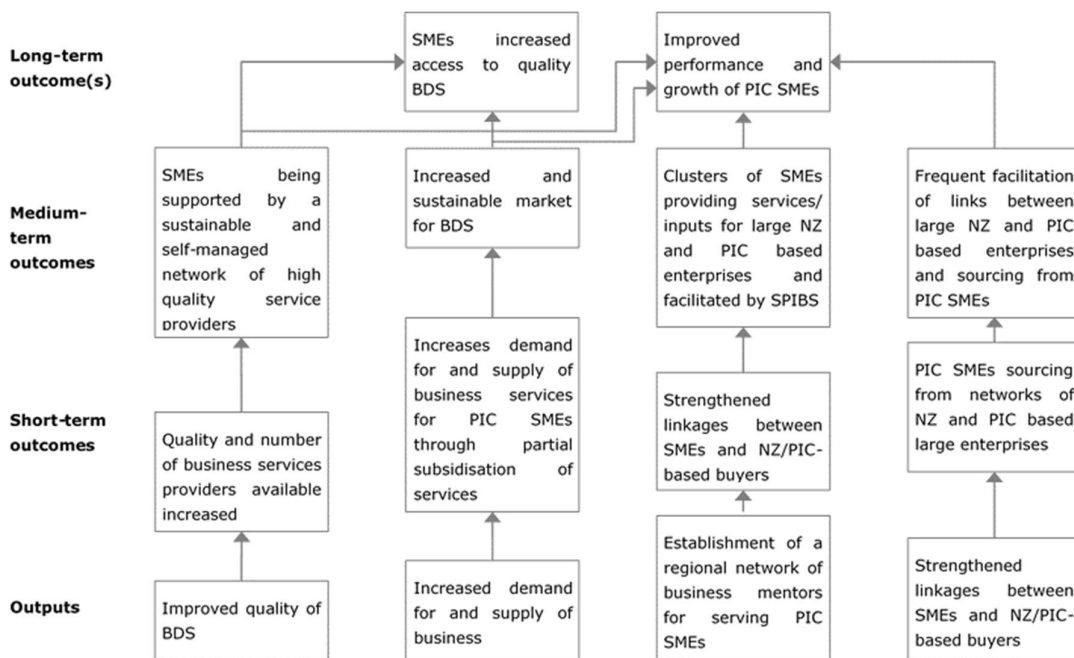 Long-term
outcome(s)
SMEs increased
access to quality
BDS
Improved
performance and
growth of PIC SMEs
Medium-
term
outcomes
SMEs being
supported by a
sustainable and
self-managed
network of high
quality service
providers
Increased and
sustainable market
for BDS
Clusters of SMEs
providing services/
inputs for large NZ
and PIC based
enterprises and
facilitated by SPIBS
Frequent facilitation
of links between
large NZ and PIC
based enterprises
and sourcing from
PIC SMEs
Short-term
outcomes
Quality and number
of business services
providers available
increased
Increases demand
for and supply of
business services
for PIC SMEs
through partial
subsidisation of
services
Strengthened
linkages between
SMEs and NZ/PIC-
based buyers
PIC SMEs sourcing
from networks of
NZ and PIC based
large enterprises
Outputs
Improved quality of
BDS
Increased demand
for and supply of
business
Establishment of a
regional network of
business mentors
for serving PIC
SMEs
Strengthened
linkages between
SMEs and NZ/PIC-
based buyers